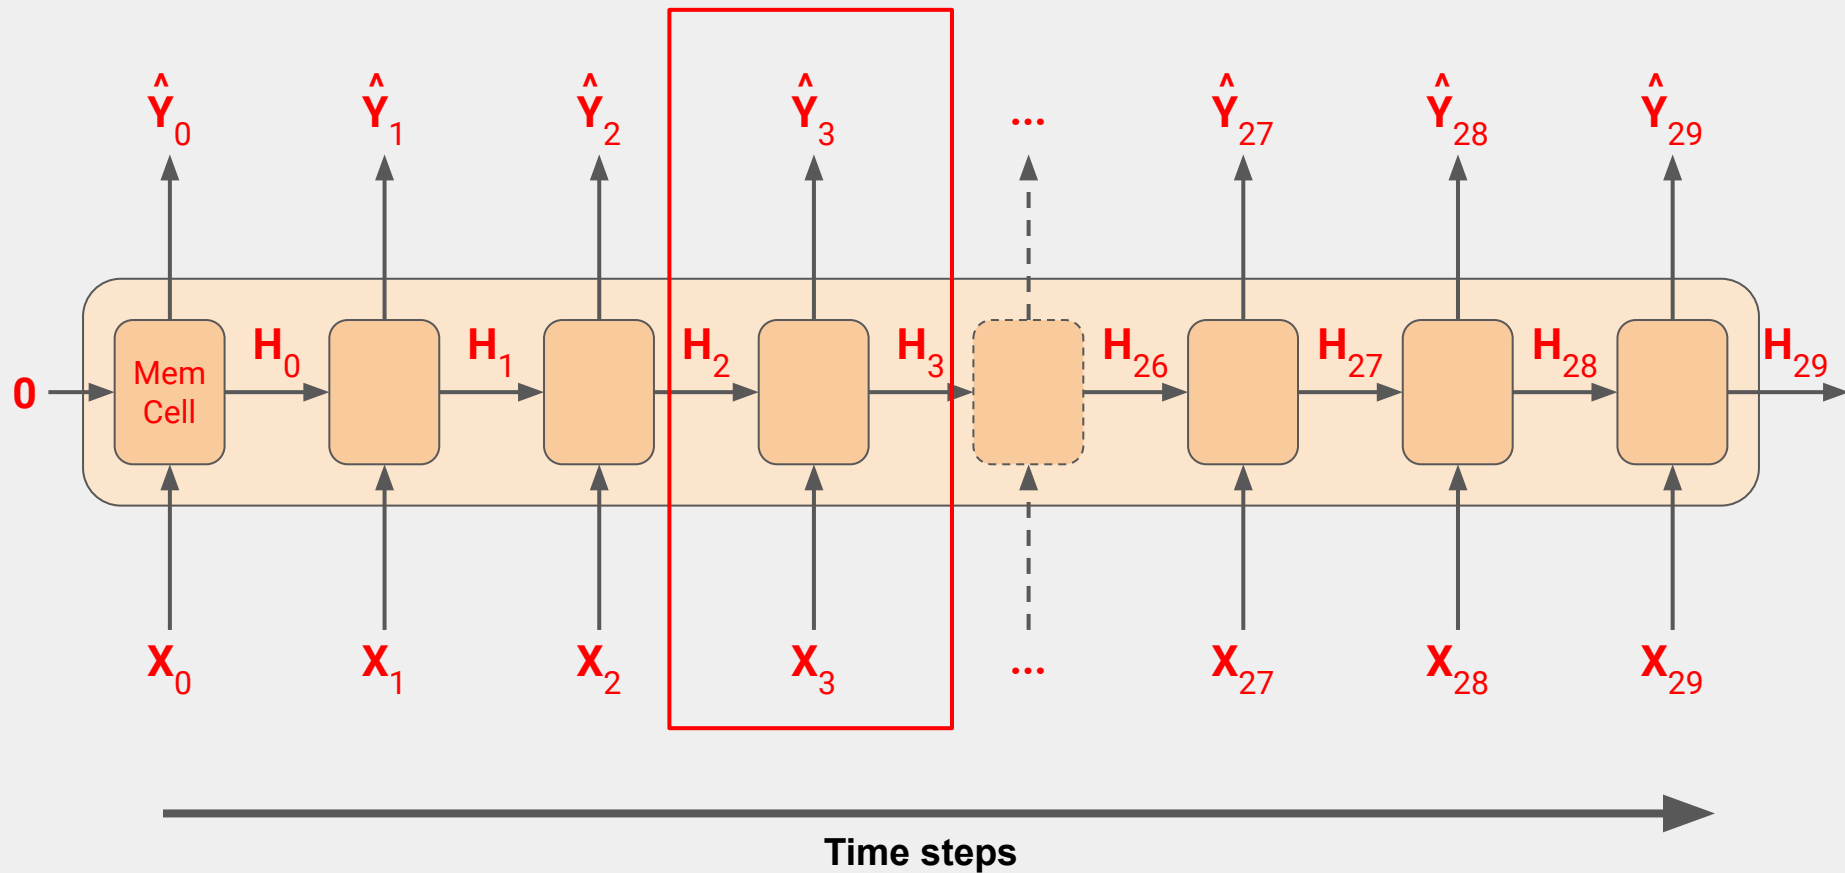 Ŷ0 Ŷ1 Ŷ2 Ŷ3 ... Ŷ27 Ŷ28 Ŷ29
H0 H1 H2 H3 H26 H27 H28 H29
0 Mem
Cell
X0 X1 X2 X3 ... X27 X28 X29
Time steps